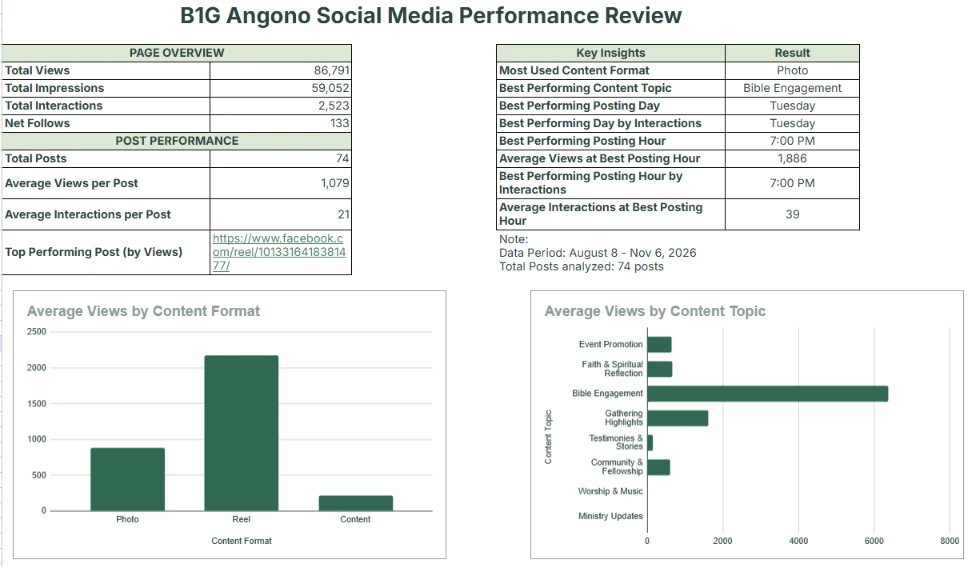 B1G Angono Social Media Performance Review
PAGE OVERVIEW
Total Views 86,791
Total Impressions 59,052
Total Interactions 2,523
Net Follows 133
POST PERFORMANCE
Total Posts 74
Average Views per Post 1,079
Average Interactions per Post 21
Top Performing Post (by Views)
https://www.facebook.c
om/reel/10133164183814
77/
Key Insights Result
Most Used Content Format Photo
Best Performing Content Topic Bible Engagement
Best Performing Posting Day Tuesday
Best Performing Day by Interactions Tuesday
Best Performing Posting Hour 7:00 PM
Average Views at Best Posting Hour 1,886
Best Performing Posting Hour by
Interactions 7:00 PM
Average Interactions at Best Posting
Hour 39
Note:
Data Period: August 8 - Nov 6, 2026
Total Posts analyzed: 74 posts
Average Views by Content Format
2500
2000
1500
1000
500
0
Photo Reel Content
Content Format
Average Views by Content Topic
Content Topic
Event Promotion
Faith & Spiritual
Reflection
Bible Engagement
Gathering
Highlights
Testimonies &
Stories
Community &
Fellowship
Worship & Music
Ministry Updates
0 2000 4000 6000 8000